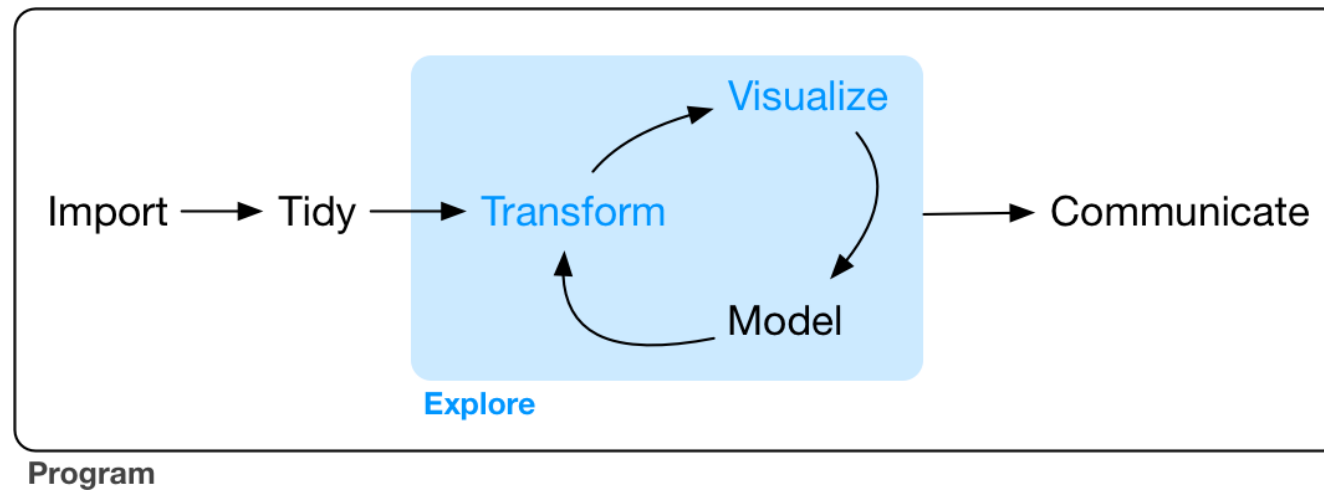 Visualize
Import
Tidy
Transform
Communicate
Model
Explore
Program